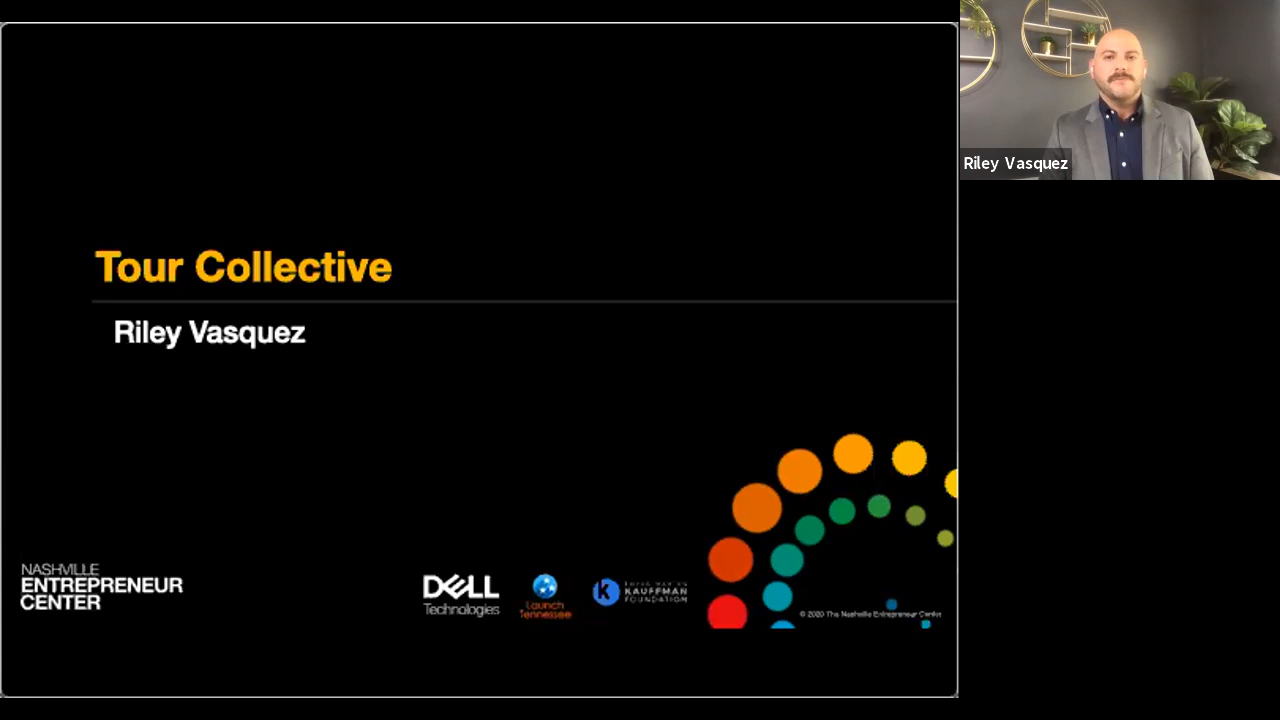 Tour Collective
Riley Vasquez
NASHVILLE
ENTREPRENEUR
CENTER
DELL
Technologies
Launch
Tennessee
K
KAUFFMAN
FOUNDATION
© 2020 The Nashville Entrepreneur Center
Riley Vasquez